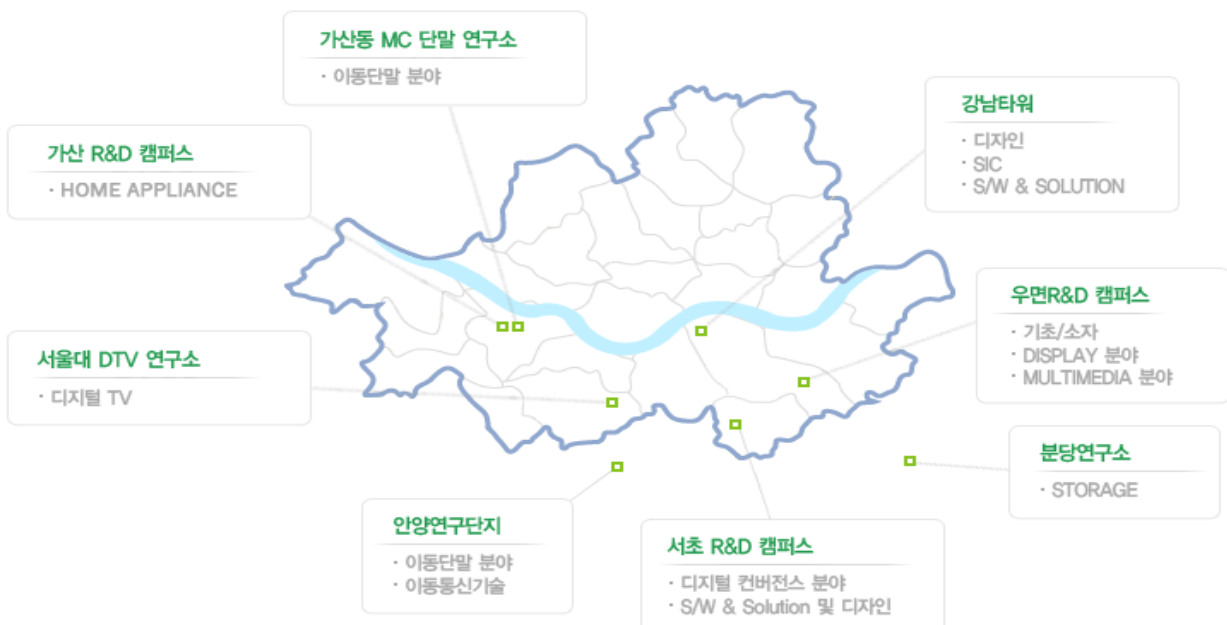 가산동 MC 단말 연구소
· 이동단말 분야
강남타워
· 디자인
· SIC
· S/W & SOLUTION
가산 R&D 캠퍼스
· HOME APPLIANCE
우면R&D 캠퍼스
· 기초/소자
· DISPLAY 분야
· MULTIMEDIA 분야
서울대 DTV 연구소
· 디지털 TV
분당연구소
· STORAGE
안양연구단지
· 이동단말 분야
· 이동통신기술
서초 R&D 캠퍼스
· 디지털 컨버전스 분야
· S/W & Solution 및 디자인